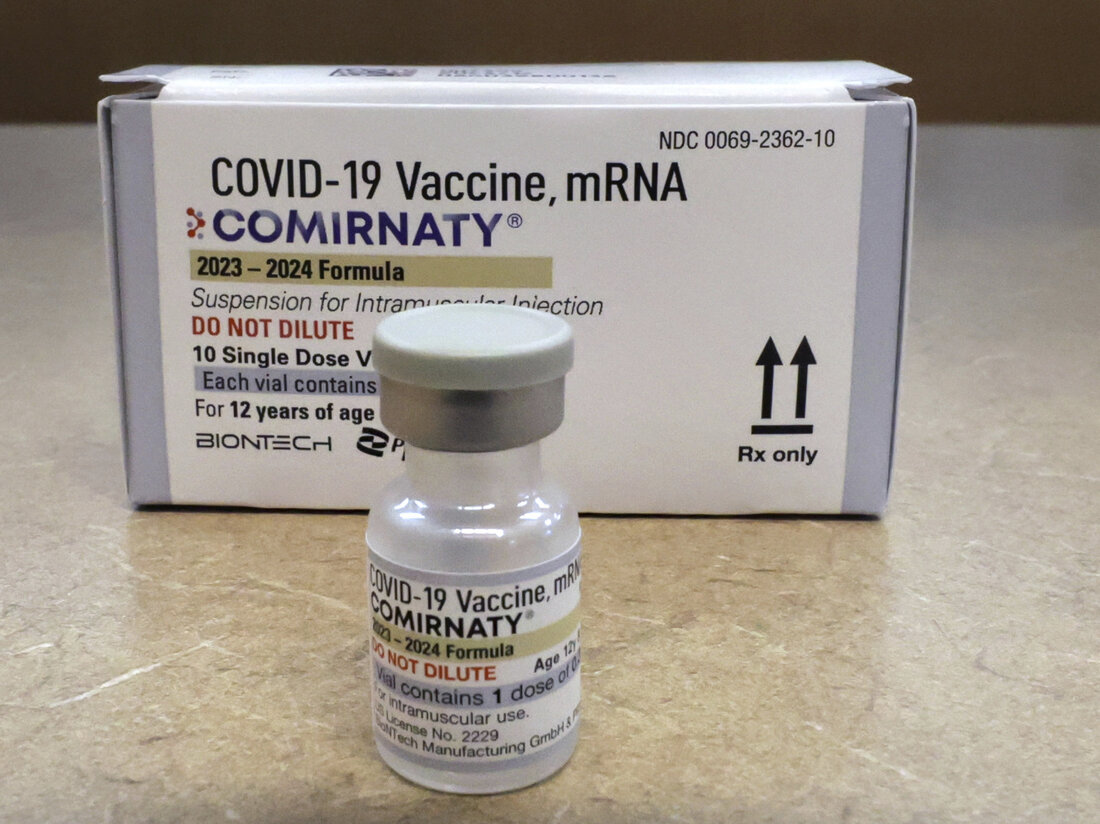 NDC 0069-2362-10
COVID-19 Vaccine, mRNA
COMIRNATY®
2023 – 2024 Formula
Suspension for Intramuscular Injection
DO NOT DILUTE
10 Single Dose V
Each vial contains
For 12 years of age
BIONTECH
Rx only
COVID-19 Vaccine, mRN
COMIRNATY®
2023 – 2024 Formula
DO NOT DILUTE
Age 12y
Vial contains 1 dose of
For intramuscular use.
US License No. 2229
BioNTech Manufacturing GmbH &